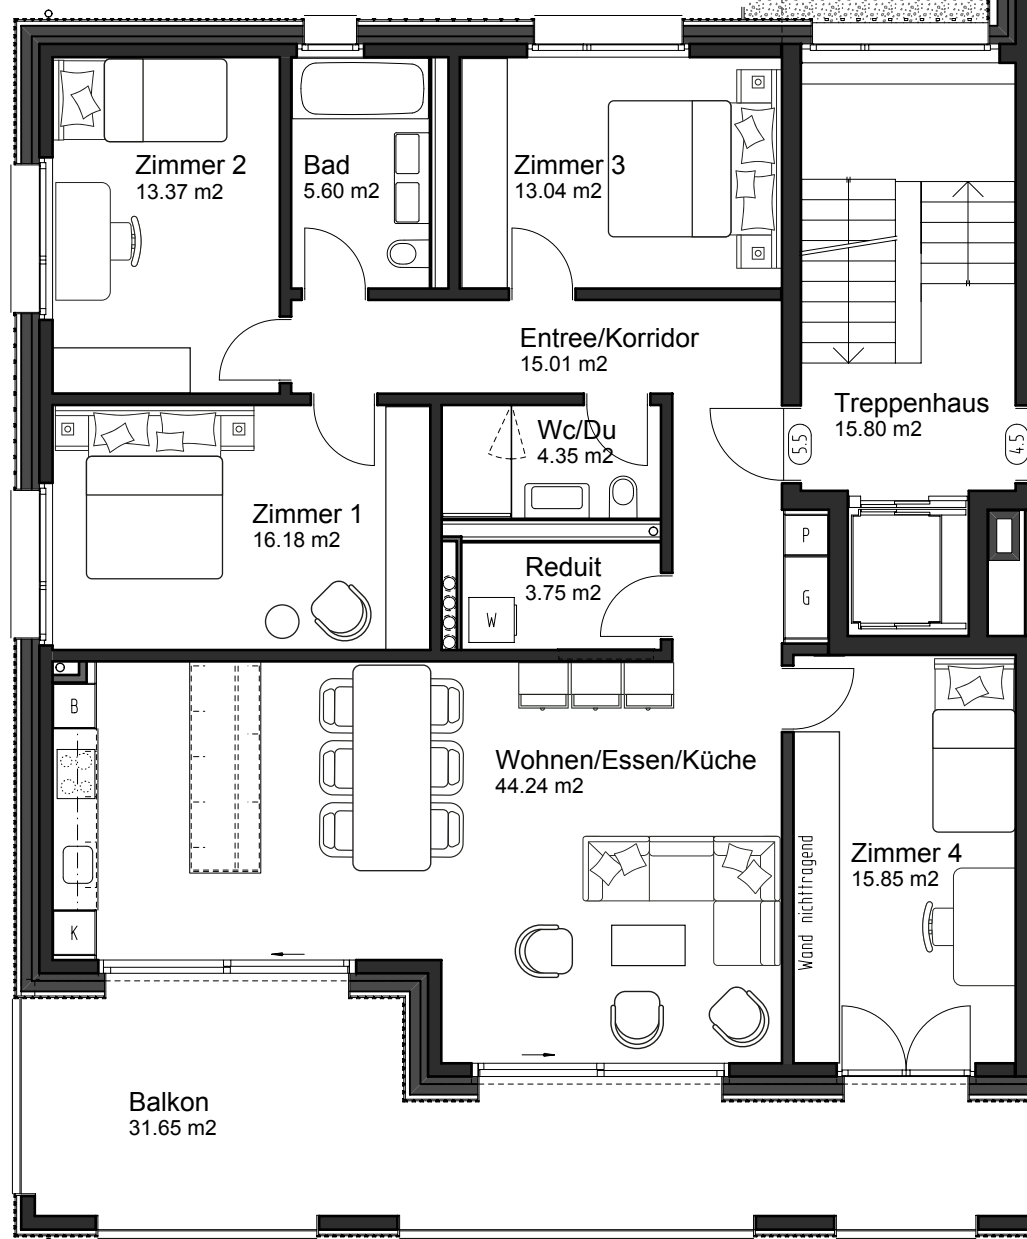 Zimmer 2
13.37 m2
Bad
5.60 m2
Zimmer 3
13.04 m2
Entree/Korridor
15.01 m2
Treppenhaus
15.80 m2
5.5
4.5
Wc/Du
4.35 m2
Zimmer 1
16.18 m2
P
Reduit
3.75 m2
G
W
B
Wohnen/Essen/Küche
44.24 m2
Wand nichttragend
Zimmer 4
15.85 m2
K
Balkon
31.65 m2